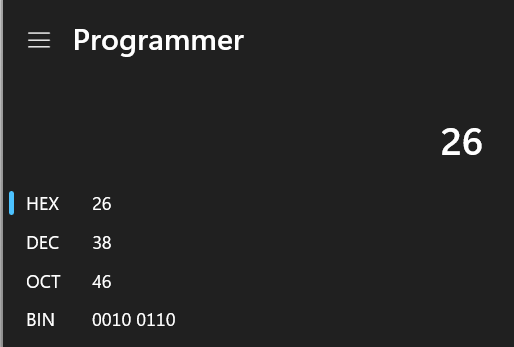 Programmer
26
HEX 26
DEC 38
OCT 46
BIN 0010 0110